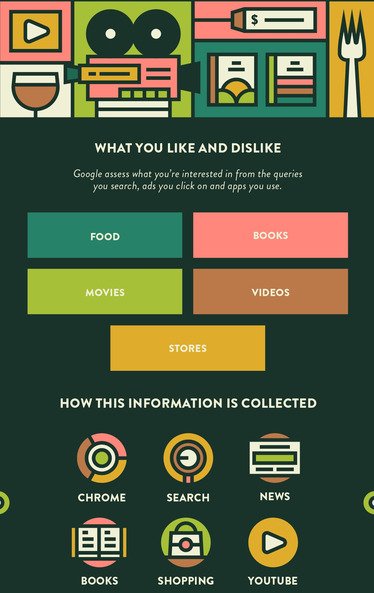 $
WHAT YOU LIKE AND DISLIKE
Google assess what you're interested in from the queries
you search, ads you click on and apps you use.
FOOD
BOOKS
MOVIES
VIDEOS
STORES
HOW THIS INFORMATION IS COLLECTED
CHROME
SEARCH
NEWS
BOOKS
SHOPPING
YOUTUBE